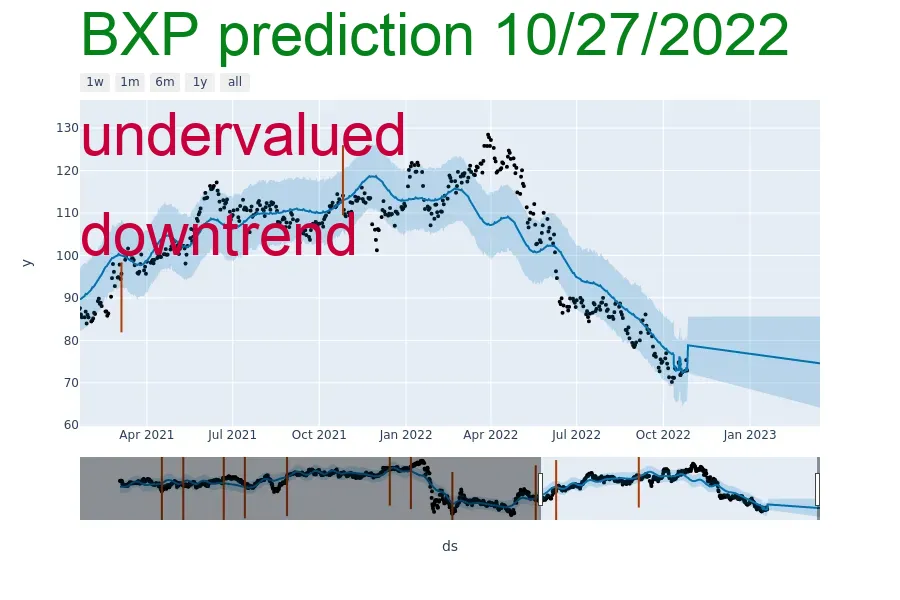 BXP prediction 10/27/2022
1w 1m 6m 1y all
undervalued
downtrend
130
120
110
100
90
80
70
60
y
Apr 2021 Jul 2021 Oct 2021 Jan 2022 Apr 2022 Jul 2022 Oct 2022 Jan 2023
ds